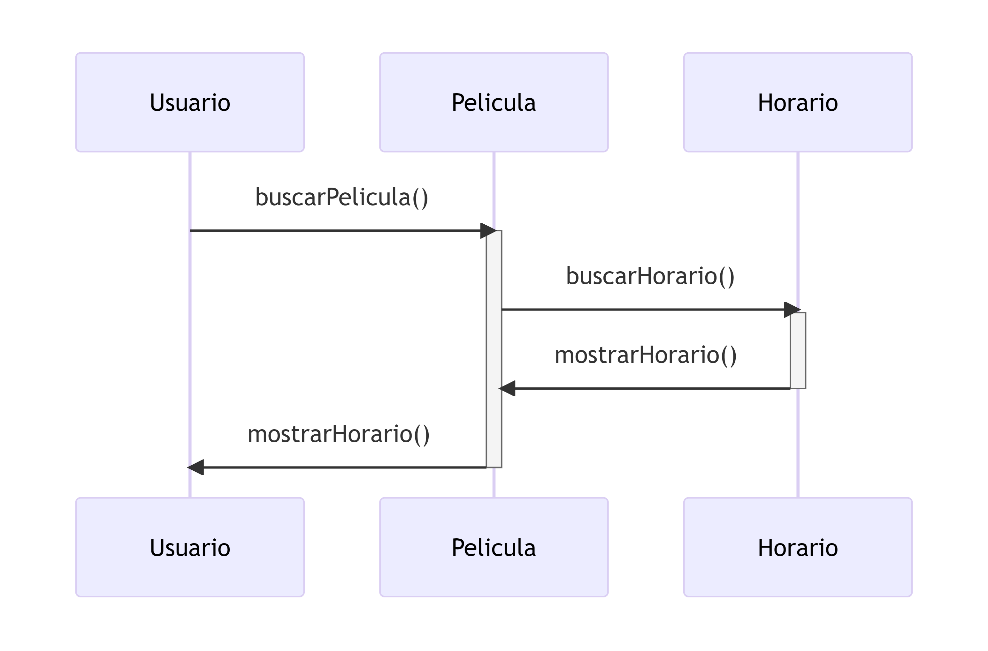 Usuario
Pelicula
Horario
buscarPelicula()
buscarHorario()
mostrarHorario()
mostrarHorario()
Usuario
Pelicula
Horario